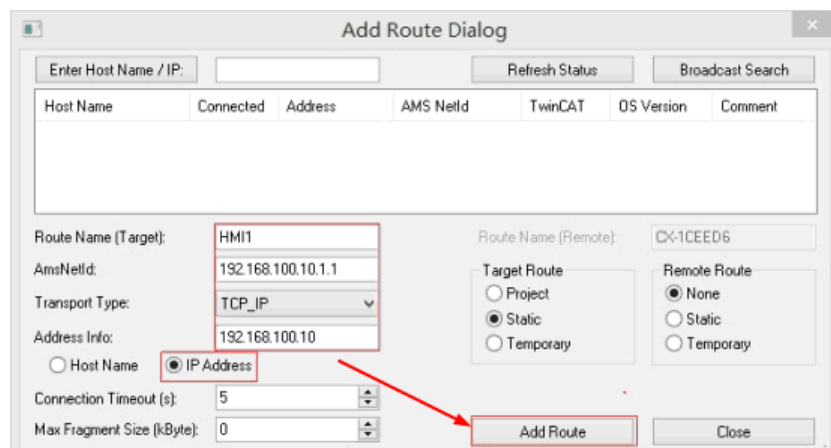 Add Route Dialog
Enter Host Name / IP:
Refresh Status
Broadcast Search
Host Name Connected Address AMS NetId TwinCAT OS Version Comment
Route Name (Target): HMI1
Route Name (Remote): CX-1CEED6
AmsNetId: 192.168.100.10.1.1
Target Route
Remote Route
Transport Type: TCP_IP
Project
None
Static
Static
Address Info: 192.168.100.10
Temporary
Temporary
Host Name
IP Address
Connection Timeout (s): 5
Max Fragment Size (kByte): 0
Add Route
Close